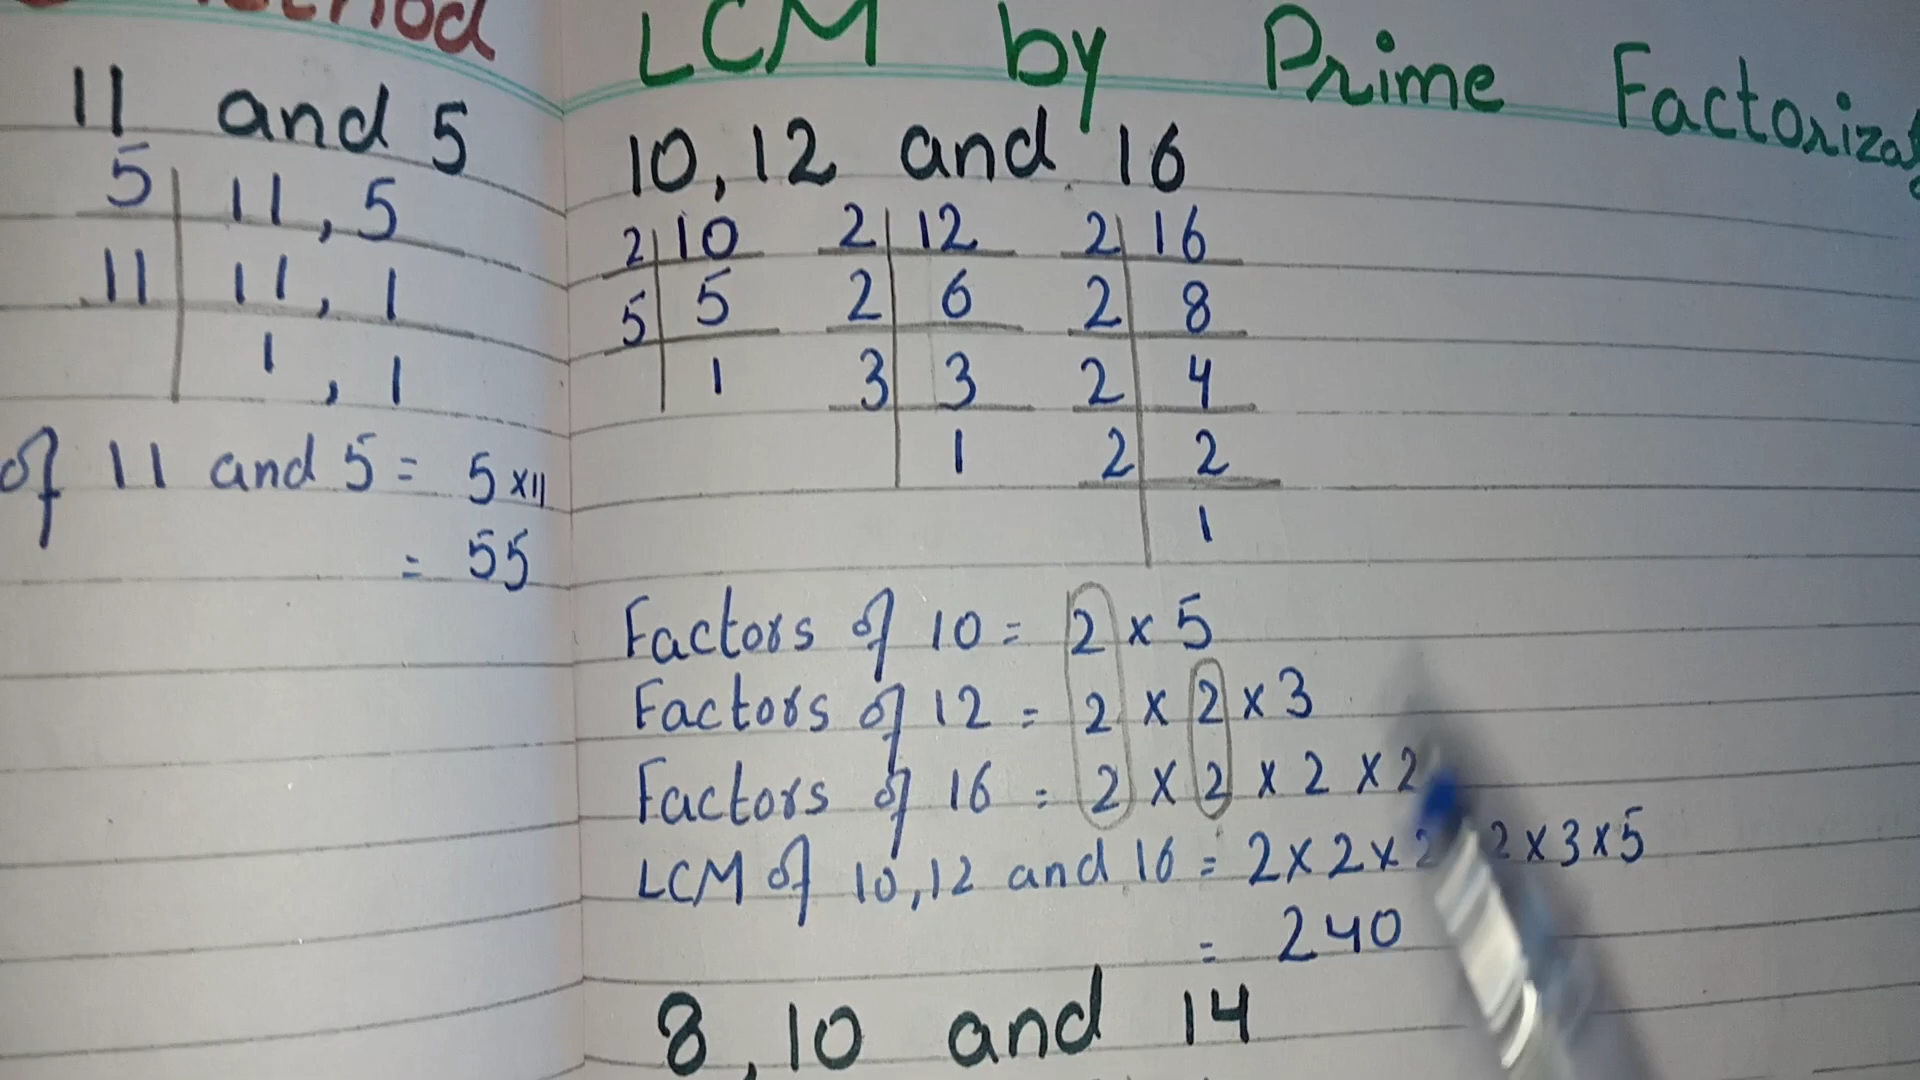 11 and 5
5 11, 5
11 11, 1
1, 1
of 11 and 5 = 5 x 11
= 55
LCM by Prime
10, 12 and 16
2 10 2 12 2 16
5 5 2 6 2 8
1 3 3 2 4
1 2 2
1
Factors of 10 = 2 x 5
Factors of 12 = 2 x 2 x 3
Factors of 16 = 2 x 2 x 2 x 2
LCM of 10, 12 and 16 = 2 x 2 x 2 2 x 3 x 5
= 240
8, 10 and 14